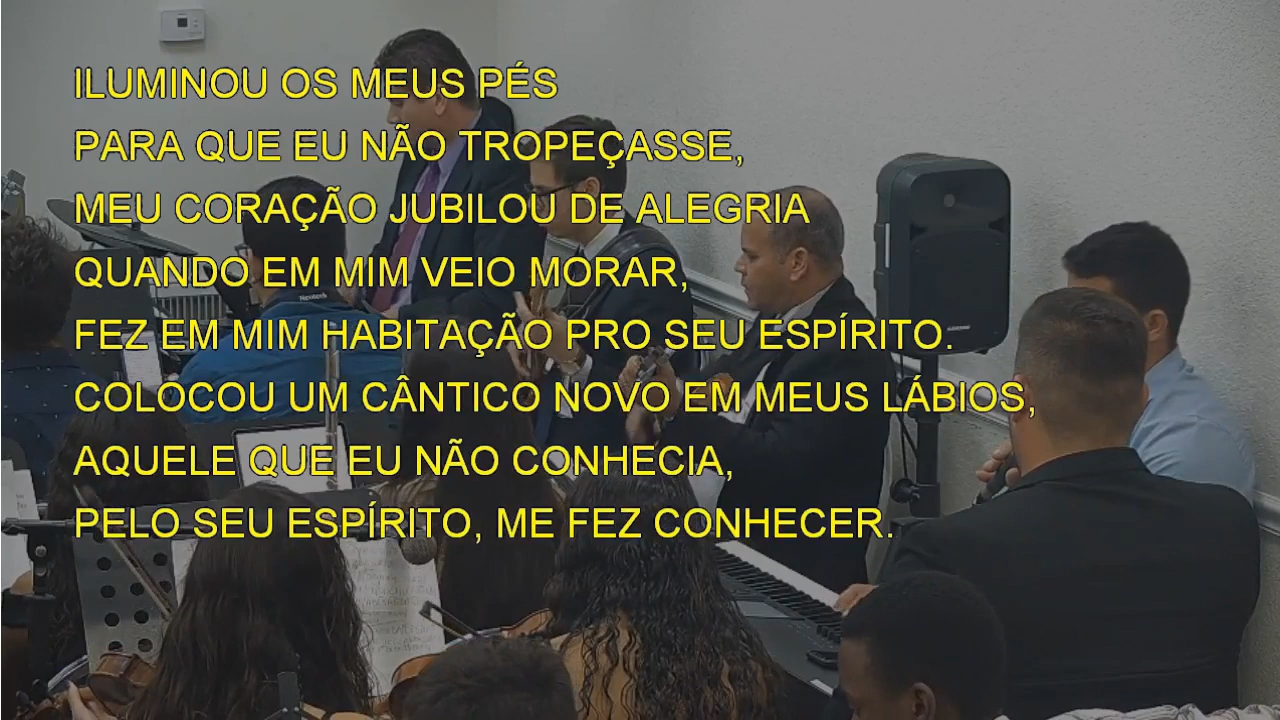 ILUMINOU OS MEUS PÉS
PARA QUE EU NÃO TROPEÇASSE,
MEU CORAÇÃO JUBILOU DE ALEGRIA
QUANDO EM MIM VEIO MORAR,
FEZ EM MIM HABITAÇÃO PRO SEU ESPÍRITO.
COLOCOU UM CÂNTICO NOVO EM MEUS LÁBIOS,
AQUELE QUE EU NÃO CONHECIA,
PELO SEU ESPÍRITO, ME FEZ CONHECER.